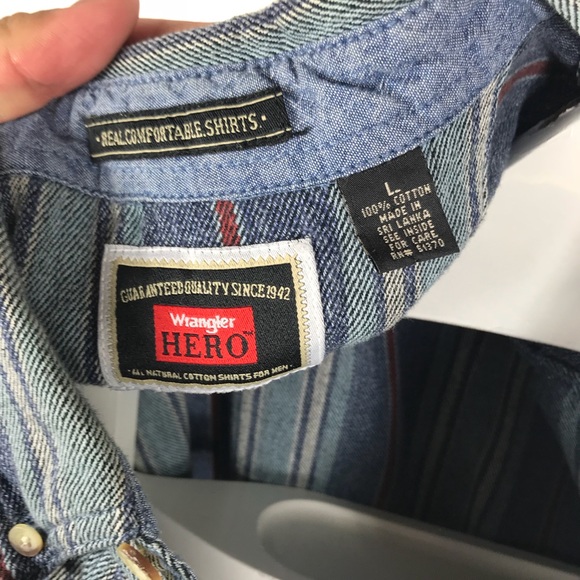 ·REAL.COMFORTABLE.SHIRTS.·
L
100% COTTON
MADE IN
SRI LANKA
SEE INSIDE
FOR CARE
RN# 51370
GUARANTEED QUALITY SINCE 1942
Wrangler
HERO™
·ALL NATURAL COTTON SHIRTS FOR MEN·